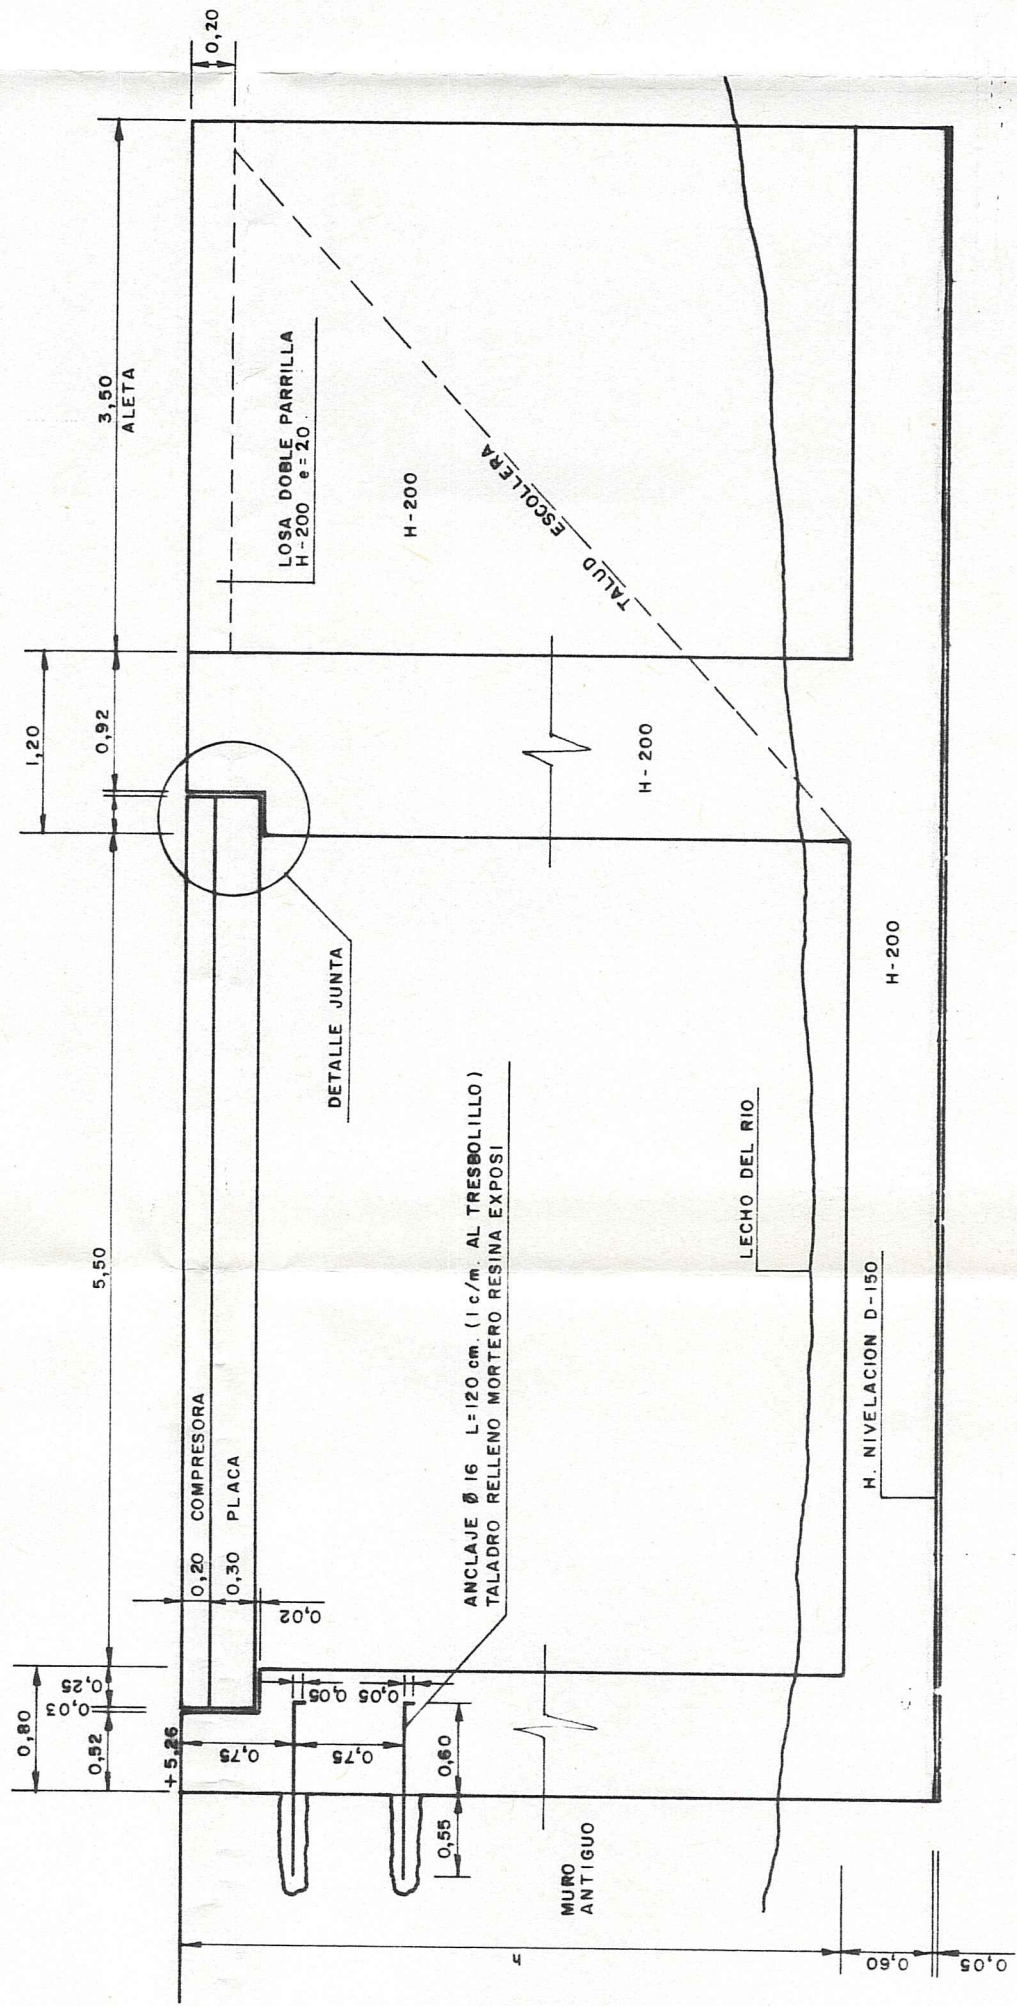 0,80
0,52
0,03
0,25
5,50
1,20
0,92
3,50
ALETA
0,20
+5,26
0,20 COMPRESORA
0,30 PLACA
0,02
0,75
0,75
0,05
0,05
0,60
0,55
DETALLE JUNTA
LOSA DOBLE PARRILLA
H-200 e=20.
H-200
TALUD ESCOLLERA
H-200
ANCLAJE Ø 16 L=120 cm. (1 c/m. AL TRESBOLILLO)
TALADRO RELLENO MORTERO RESINA EXPOSI
MURO
ANTIGUO
LECHO DEL RIO
H-200
H. NIVELACION D-150
h
0,60
0,05